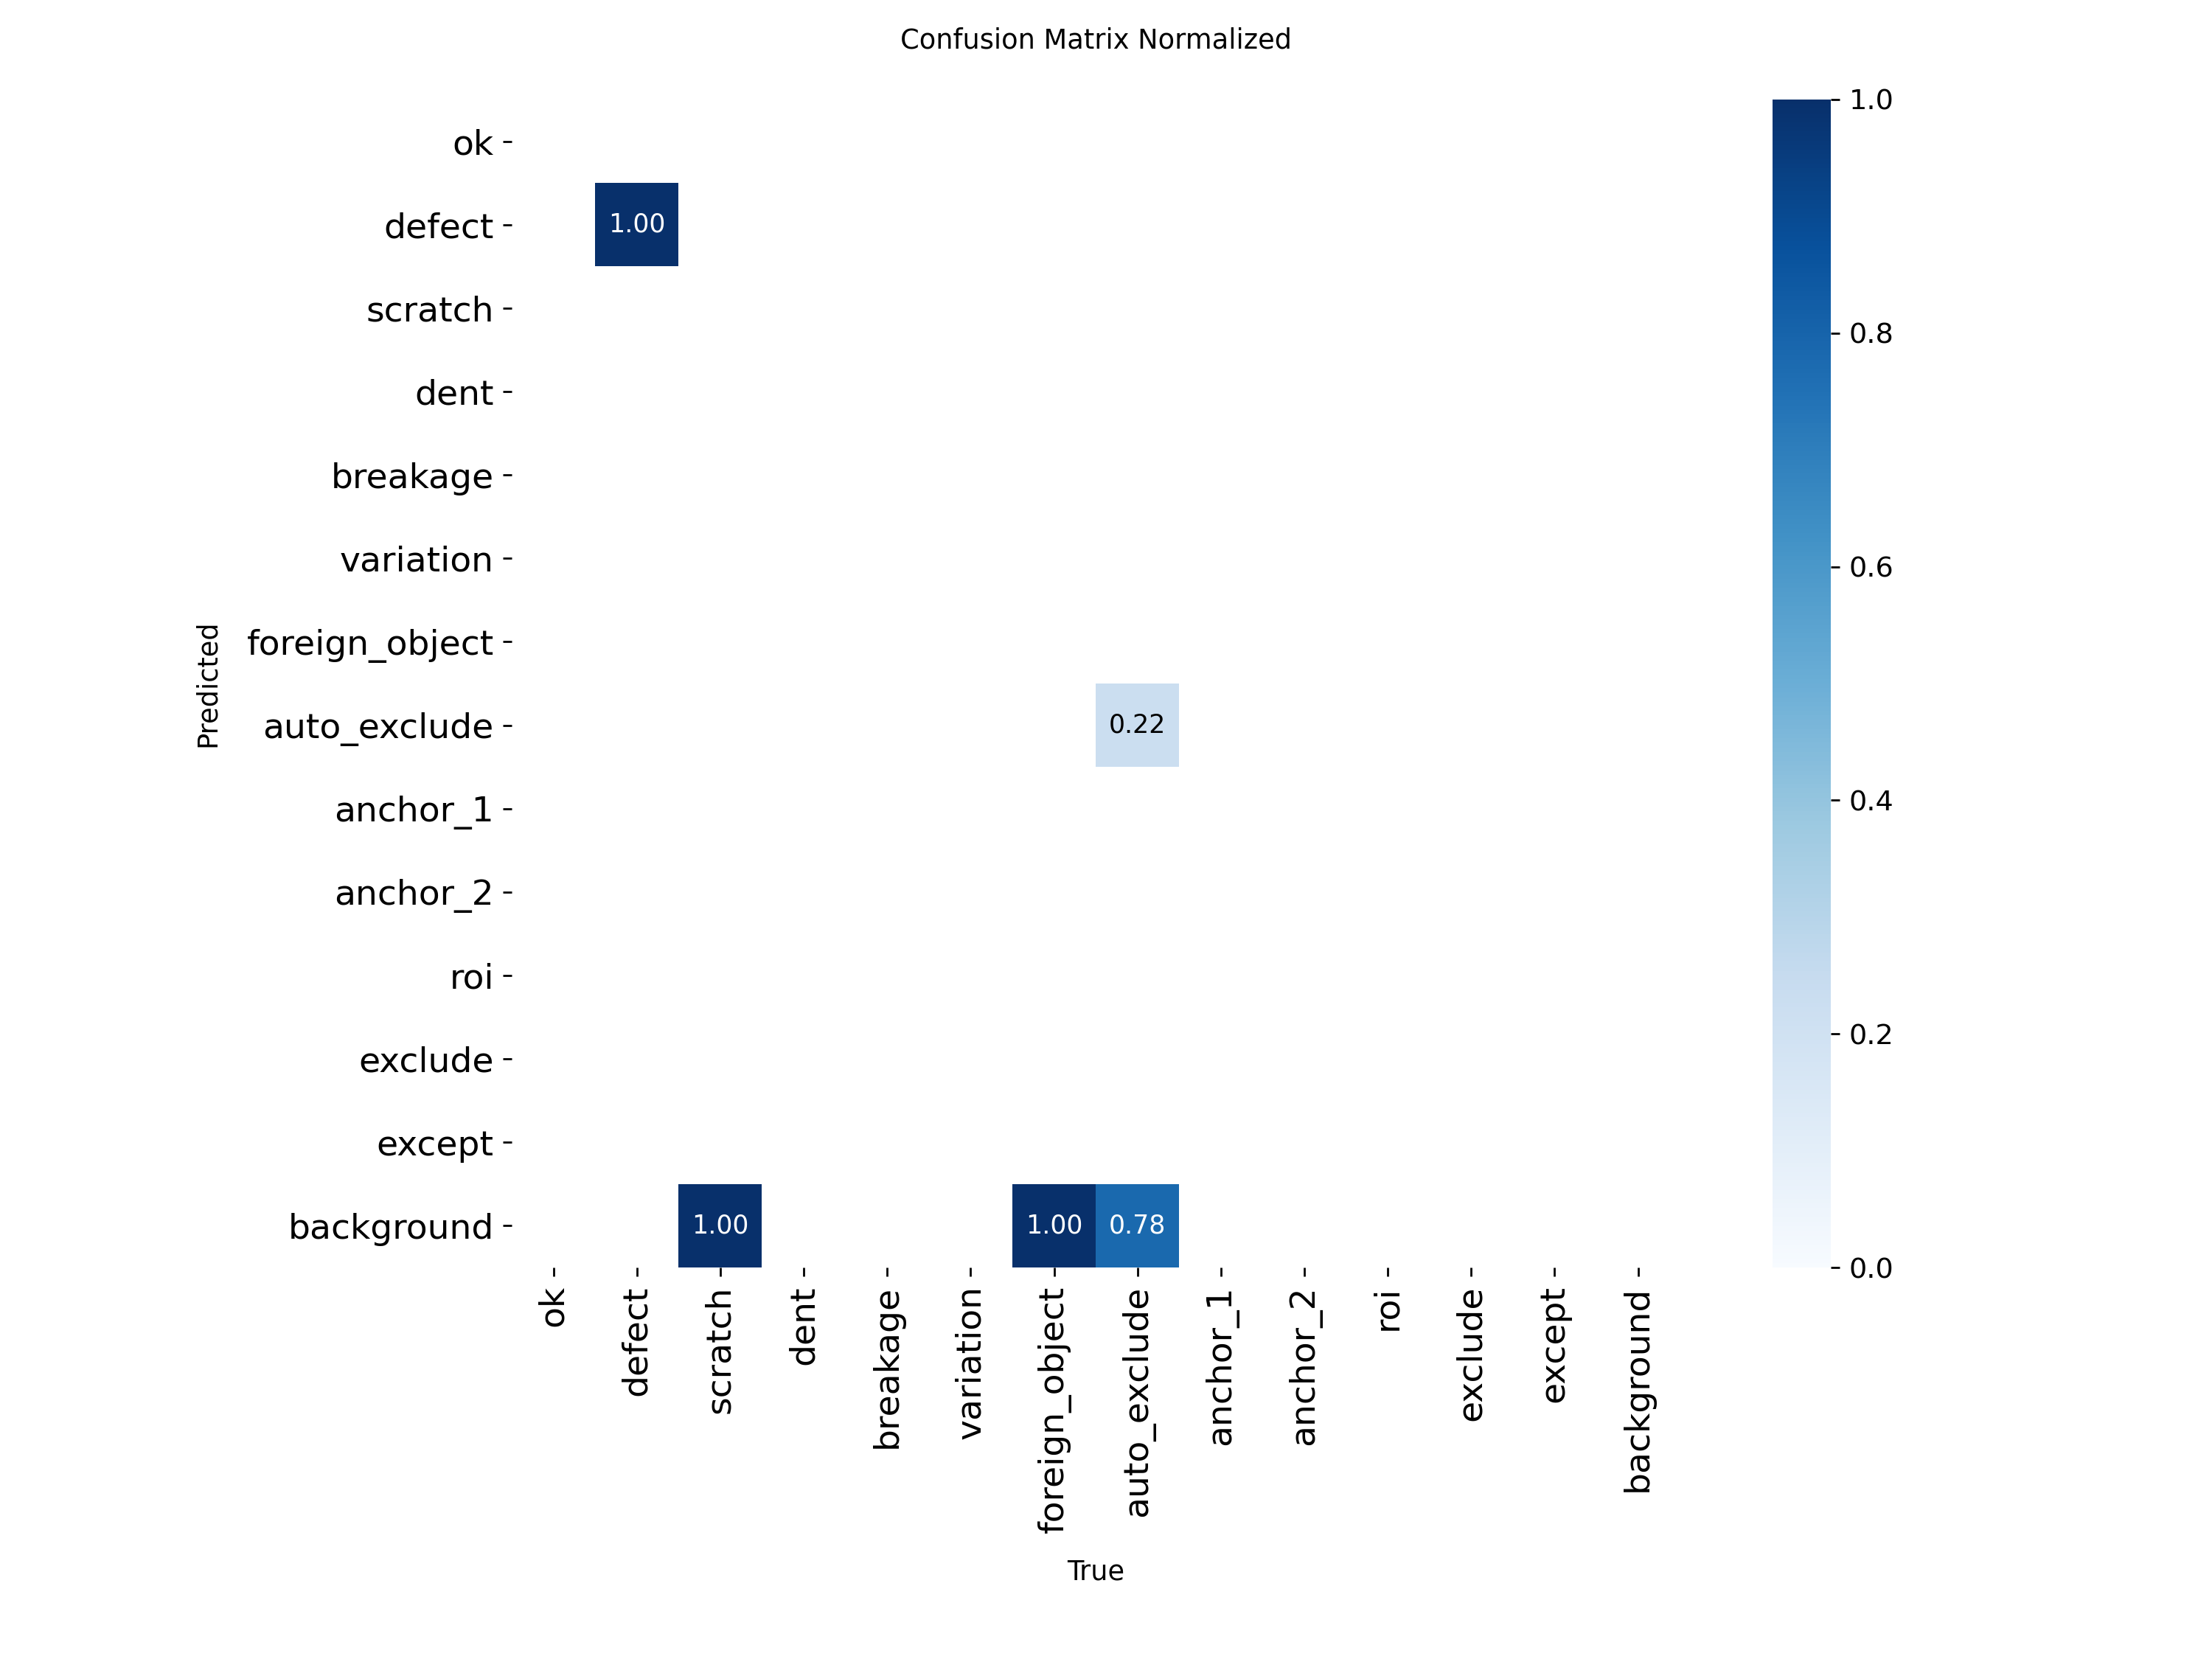 Confusion Matrix Normalized
ok
defect
scratch
dent
breakage
variation
foreign_object
auto_exclude
anchor_1
anchor_2
roi
exclude
except
background
Predicted
1.00
0.22
1.00 1.00 0.78
ok defect scratch dent breakage variation foreign_object auto_exclude anchor_1 anchor_2 roi exclude except background
True
1.0
0.8
0.6
0.4
0.2
0.0